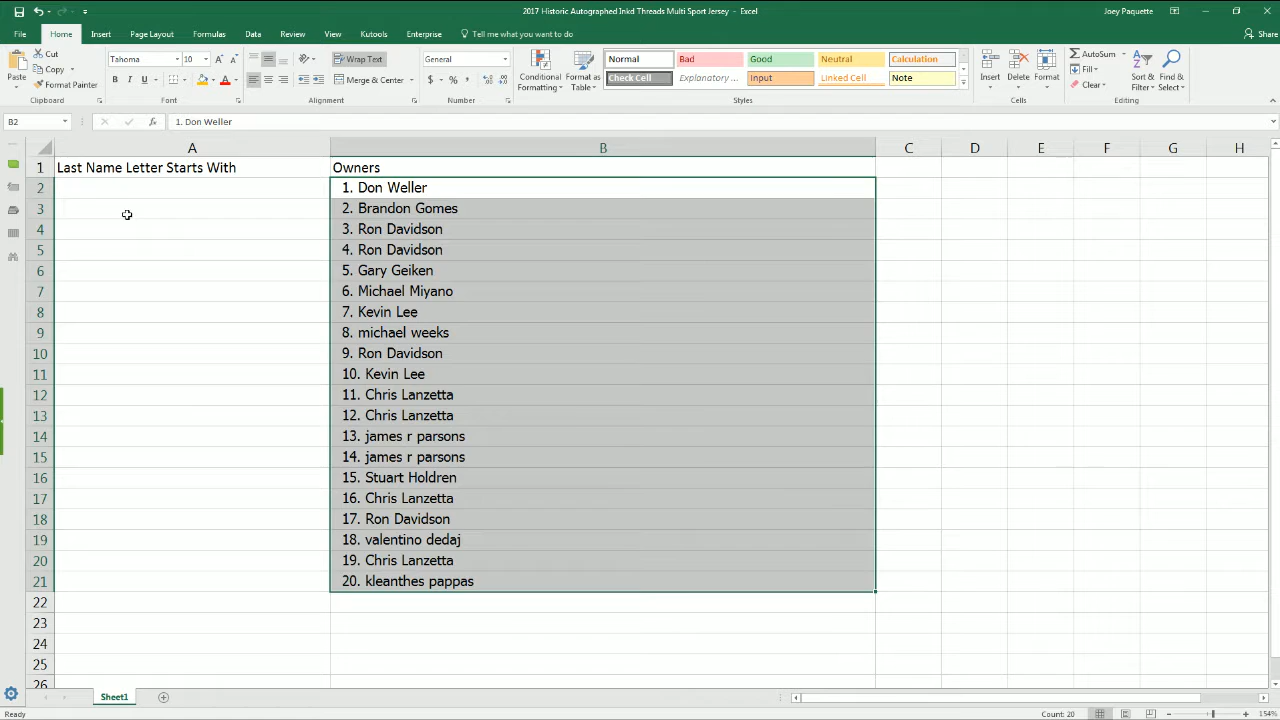 2017 Historic Autographed Inkd Threads Multi Sport Jersey - Excel
Joey Paquette
File Home Insert Page Layout Formulas Data Review View Kutools Enterprise Tell me what you want to do Share
Paste Cut Copy Format Painter Clipboard
Tahoma 10 B I U Font
Wrap Text Merge & Center Alignment
General $ % Number
Conditional Formatting Format as Table
Normal Bad Good Neutral Calculation
Check Cell Explanatory ... Input Linked Cell Note
Styles
Insert Delete Format Cells
AutoSum Fill Clear Sort & Filter Find & Select Editing
B2 fx 1. Don Weller
A B C D E F G H
1 Last Name Letter Starts With Owners
2 1. Don Weller
3 2. Brandon Gomes
4 3. Ron Davidson
5 4. Ron Davidson
6 5. Gary Geiken
7 6. Michael Miyano
8 7. Kevin Lee
9 8. michael weeks
10 9. Ron Davidson
11 10. Kevin Lee
12 11. Chris Lanzetta
13 12. Chris Lanzetta
14 13. james r parsons
15 14. james r parsons
16 15. Stuart Holdren
17 16. Chris Lanzetta
18 17. Ron Davidson
19 18. valentino dedaj
20 19. Chris Lanzetta
21 20. kleanthes pappas
22
23
24
25
26
Sheet1
Ready Count: 20 154%